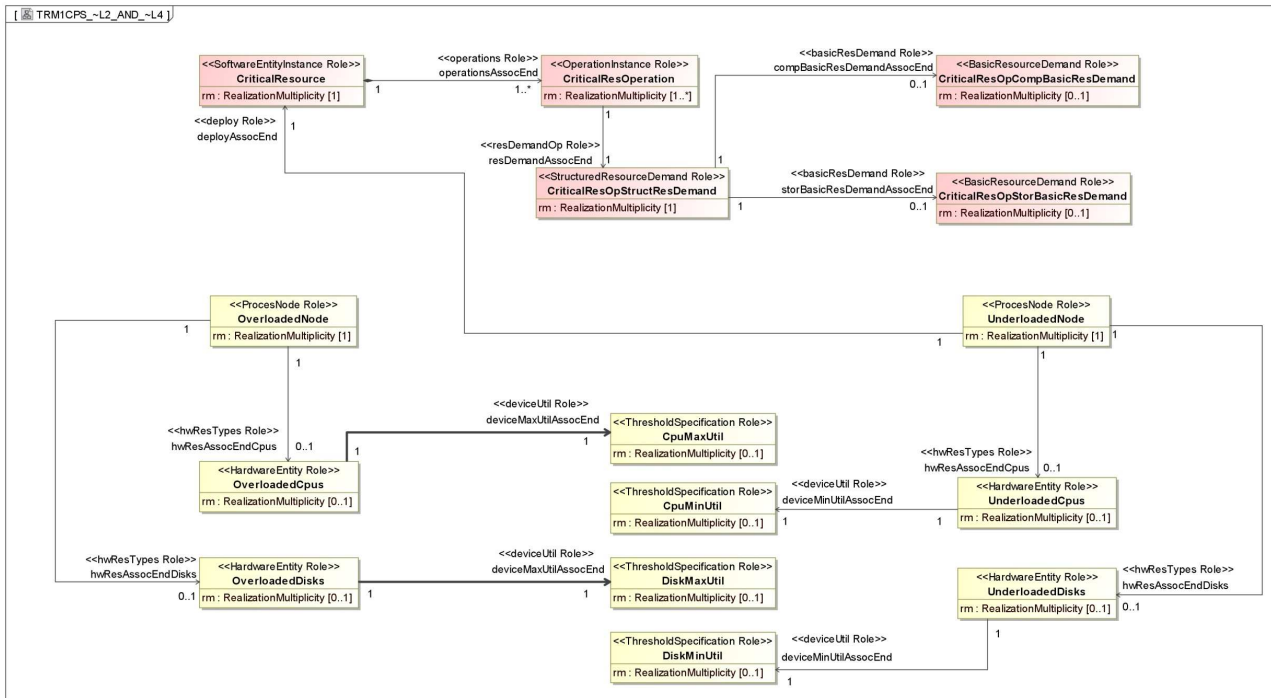 [ TRM1CPS_~L2_AND_~L4 ]
<<SoftwareEntityInstance Role>>
CriticalResource
rm : RealizationMultiplicity [1]
1
<<operations Role>>
operationsAssocEnd
1..*
<<OperationInstance Role>>
CriticalResOperation
rm : RealizationMultiplicity [1..*]
<<basicResDemand Role>>
compBasicResDemandAssocEnd
0..1
<<BasicResourceDemand Role>>
CriticalResOpCompBasicResDemand
rm : RealizationMultiplicity [0..1]
<<deploy Role>>
deployAssocEnd
1
1
<<resDemandOp Role>>
resDemandAssocEnd
1
1
<<StructuredResourceDemand Role>>
CriticalResOpStructResDemand
rm : RealizationMultiplicity [1]
1
<<basicResDemand Role>>
storBasicResDemandAssocEnd
0..1
<<BasicResourceDemand Role>>
CriticalResOpStorBasicResDemand
rm : RealizationMultiplicity [0..1]
<<ProcesNode Role>>
OverloadedNode
rm : RealizationMultiplicity [1]
1
1
<<ProcesNode Role>>
UnderloadedNode
rm : RealizationMultiplicity [1]
1
1
1
<<hwResTypes Role>>
hwResAssocEndCpus
0..1
<<HardwareEntity Role>>
OverloadedCpus
rm : RealizationMultiplicity [0..1]
1
<<deviceUtil Role>>
deviceMaxUtilAssocEnd
1
<<ThresholdSpecification Role>>
CpuMaxUtil
rm : RealizationMultiplicity [0..1]
<<hwResTypes Role>>
hwResAssocEndCpus
0..1
<<ThresholdSpecification Role>>
CpuMinUtil
rm : RealizationMultiplicity [0..1]
<<deviceUtil Role>>
deviceMinUtilAssocEnd
1
1
<<HardwareEntity Role>>
UnderloadedCpus
rm : RealizationMultiplicity [0..1]
<<hwResTypes Role>>
hwResAssocEndDisks
0..1
<<HardwareEntity Role>>
OverloadedDisks
rm : RealizationMultiplicity [0..1]
1
<<deviceUtil Role>>
deviceMaxUtilAssocEnd
1
<<ThresholdSpecification Role>>
DiskMaxUtil
rm : RealizationMultiplicity [0..1]
<<HardwareEntity Role>>
UnderloadedDisks
rm : RealizationMultiplicity [0..1]
<<hwResTypes Role>>
hwResAssocEndDisks
0..1
<<ThresholdSpecification Role>>
DiskMinUtil
rm : RealizationMultiplicity [0..1]
<<deviceUtil Role>>
deviceMinUtilAssocEnd
1
1